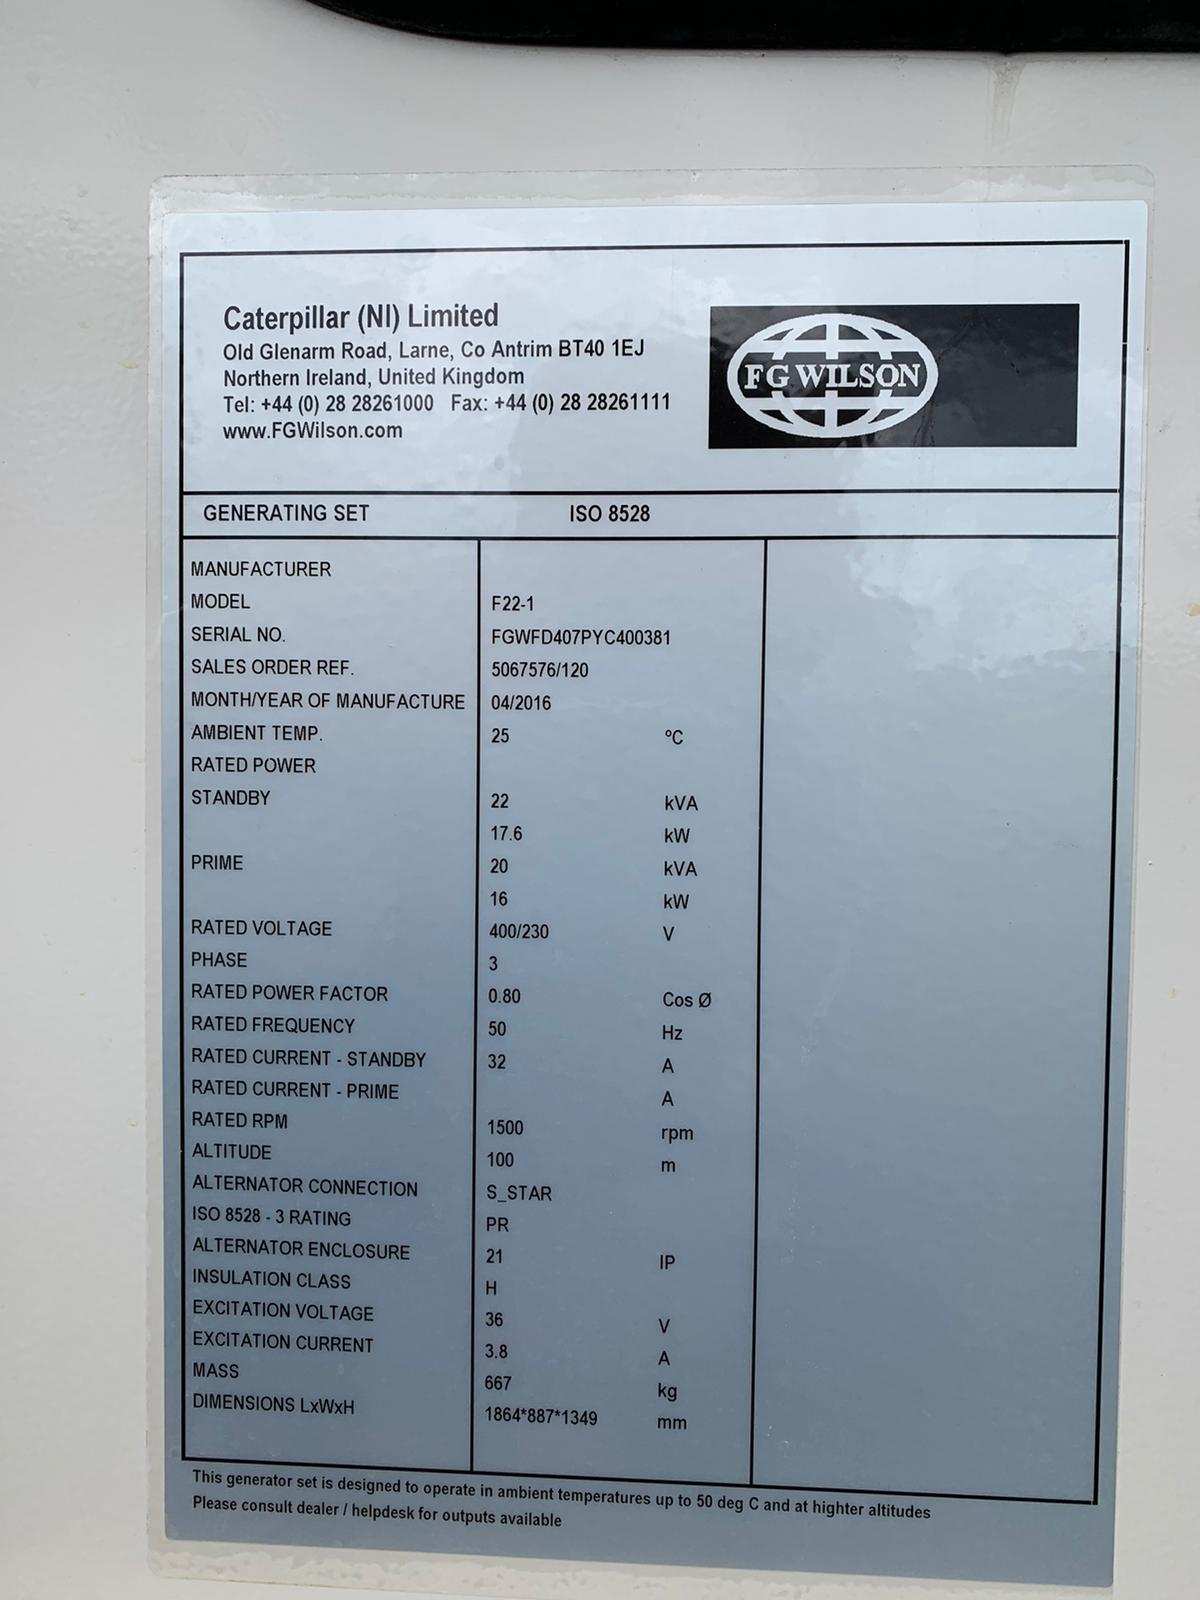 Caterpillar (NI) Limited
Old Glenarm Road, Larne, Co Antrim BT40 1EJ
Northern Ireland, United Kingdom
Tel: +44 (0) 28 28261000 Fax: +44 (0) 28 28261111
www.FGWilson.com
FG WILSON
GENERATING SET ISO 8528
MANUFACTURER
MODEL F22-1
SERIAL NO. FGWFD407PYC400381
SALES ORDER REF. 5067576/120
MONTH/YEAR OF MANUFACTURE 04/2016
AMBIENT TEMP. 25 ºC
RATED POWER
STANDBY 22 kVA
17.6 kW
PRIME 20 kVA
16 kW
RATED VOLTAGE 400/230 V
PHASE 3
RATED POWER FACTOR 0.80 Cos Ø
RATED FREQUENCY 50 Hz
RATED CURRENT - STANDBY 32 A
RATED CURRENT - PRIME A
RATED RPM 1500 rpm
ALTITUDE 100 m
ALTERNATOR CONNECTION S_STAR
ISO 8528 - 3 RATING PR
ALTERNATOR ENCLOSURE 21 IP
INSULATION CLASS H
EXCITATION VOLTAGE 36 V
EXCITATION CURRENT 3.8 A
MASS 667 kg
DIMENSIONS LxWxH 1864*887*1349 mm
This generator set is designed to operate in ambient temperatures up to 50 deg C and at highter altitudes
Please consult dealer / helpdesk for outputs available